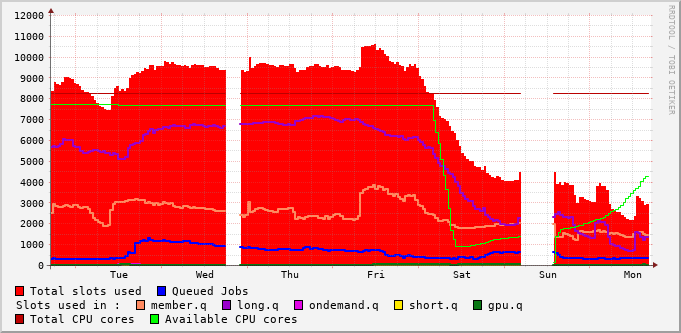 RRDTOOL / TOBI OETIKER
12000
11000
10000
9000
8000
7000
6000
5000
4000
3000
2000
1000
0
Tue Wed Thu Fri Sat Sun Mon
Total slots used Queued Jobs
Slots used in : member.q long.q ondemand.q short.q gpu.q
Total CPU cores Available CPU cores